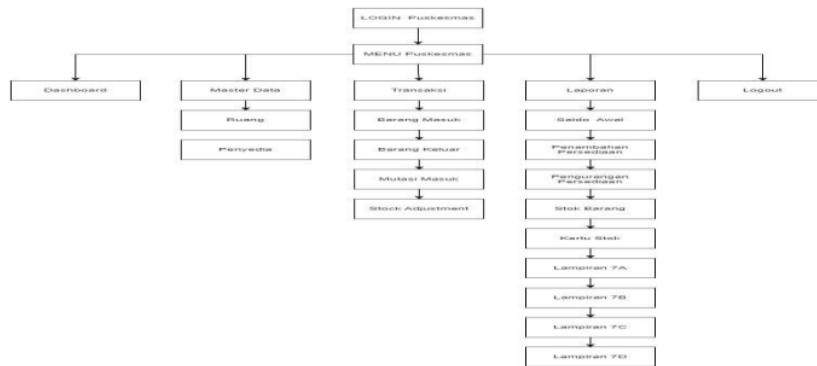 LOGIN Puskesmas
MENU Puskesmas
Dashboard
Master Data
Transaksi
Laporan
Logout
Ruang
Barang Masuk
Saldo Awal
Penyedia
Barang Keluar
Penambahan
Persediaan
Mutasi Masuk
Pengurangan
Persediaan
Stock Adjustment
Stok Barang
Kartu Stok
Lampiran 7A
Lampiran 7B
Lampiran 7C
Lampiran 7D